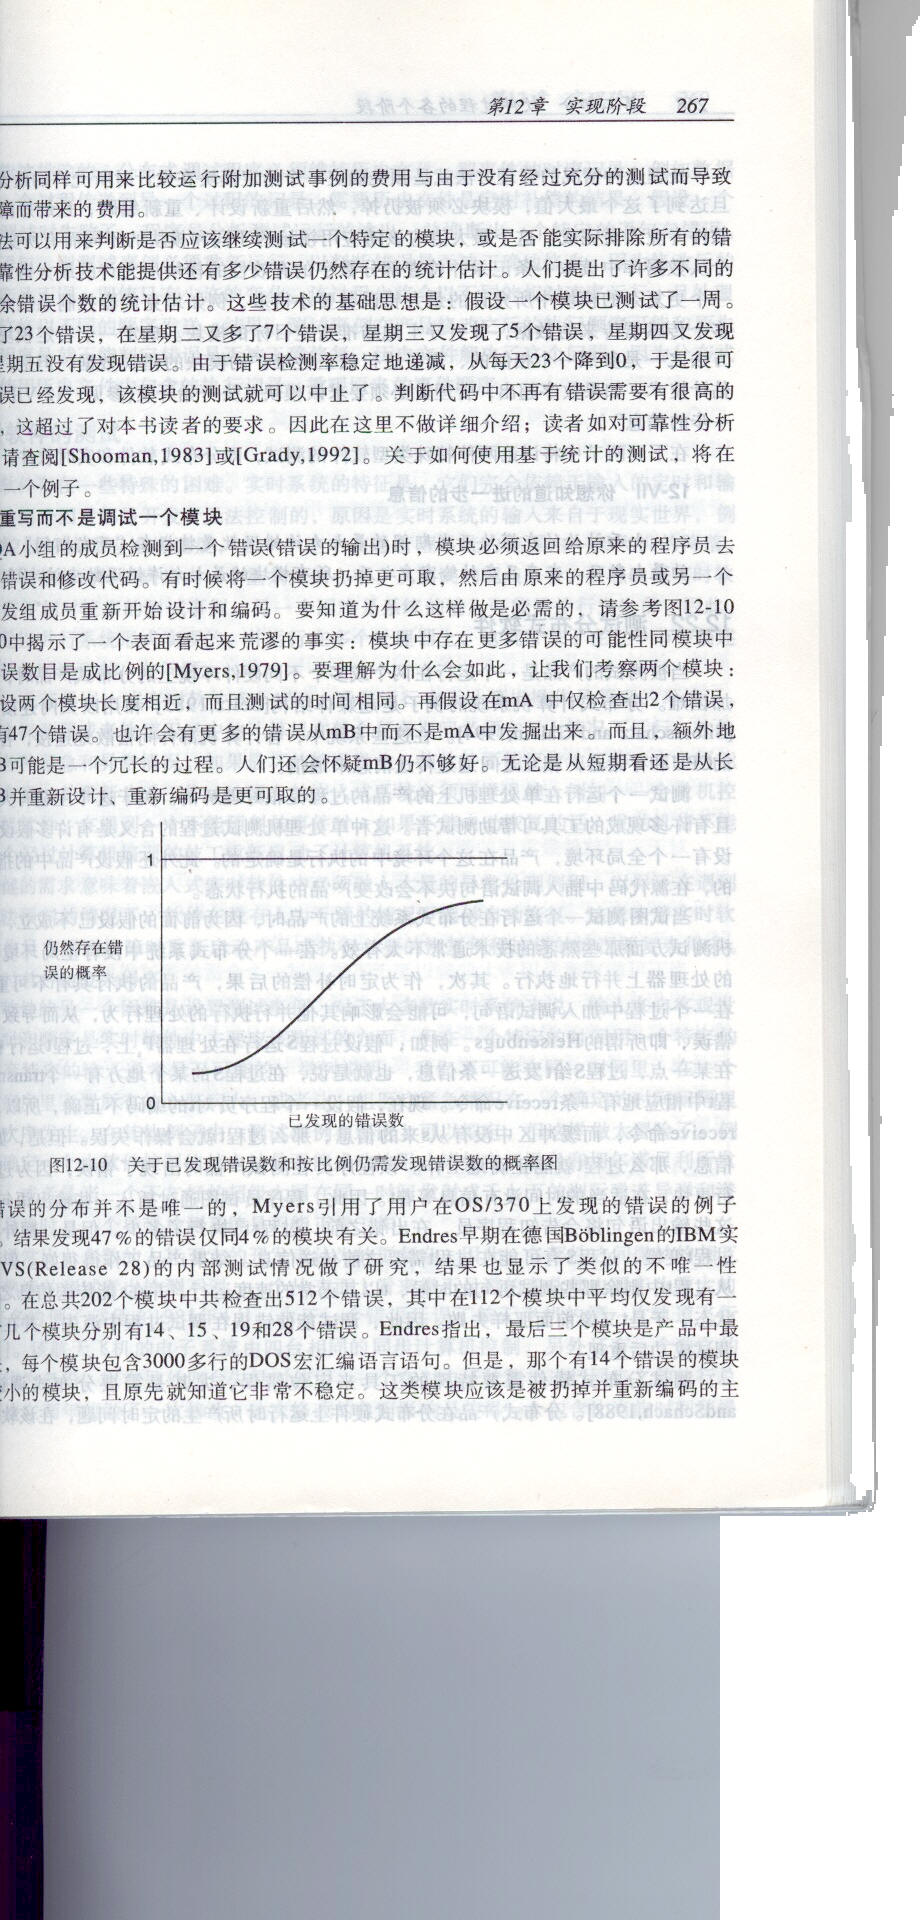 第12章 实现阶段 267
分析同样可用来比较运行附加测试事例的费用与由于没有经过充分的测试而导致
障而带来的费用。
法可以用来判断是否应该继续测试一个特定的模块，或是否能实际排除所有的错
靠性分析技术能提供还有多少错误仍然存在的统计估计。人们提出了许多不同的
余错误个数的统计估计。这些技术的基础思想是：假设一个模块已测试了一周。
了23个错误，在星期二又多了7个错误，星期三又发现了5个错误，星期四又发现
星期五没有发现错误。由于错误检测率稳定地递减，从每天23个降到0，于是很可
误已经发现，该模块的测试就可以中止了。判断代码中不再有错误需要有很高的
，这超过了对本书读者的要求。因此在这里不做详细介绍；读者如对可靠性分析
请查阅[Shooman,1983]或[Grady,1992]。关于如何使用基于统计的测试，将在
一个例子。
重写而不是调试一个模块
QA小组的成员检测到一个错误(错误的输出)时，模块必须返回给原来的程序员去
错误和修改代码。有时候将一个模块扔掉更可取，然后由原来的程序员或另一个
发组成员重新开始设计和编码。要知道为什么这样做是必需的，请参考图12-10
0中揭示了一个表面看起来荒谬的事实：模块中存在更多错误的可能性同模块中
误数目是成比例的[Myers,1979]。要理解为什么会如此，让我们考察两个模块：
设两个模块长度相近，而且测试的时间相同。再假设在mA 中仅检查出2个错误，
有47个错误。也许会有更多的错误从mB中而不是mA中发掘出来。而且，额外地
B可能是一个冗长的过程。人们还会怀疑mB仍不够好。无论是从短期看还是从长
B并重新设计、重新编码是更可取的。
1
仍然存在错
误的概率
0
已发现的错误数
图12-10 关于已发现错误数和按比例仍需发现错误数的概率图
错误的分布并不是唯一的，Myers引用了用户在OS/370上发现的错误的例子
。结果发现47%的错误仅同4%的模块有关。Endres早期在德国Böblingen的IBM实
VS(Release 28)的内部测试情况做了研究，结果也显示了类似的不唯一性
。在总共202个模块中共检查出512个错误，其中在112个模块中平均仅发现有一
几个模块分别有14、15、19和28个错误。Endres指出，最后三个模块是产品中最
，每个模块包含3000多行的DOS宏汇编语言语句。但是，那个有14个错误的模块
小的模块，且原先就知道它非常不稳定。这类模块应该是被扔掉并重新编码的主